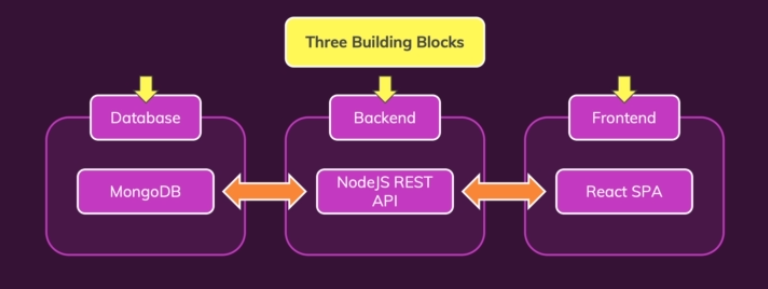 Three Building Blocks
Database
Backend
Frontend
MongoDB
NodeJS REST
API
React SPA